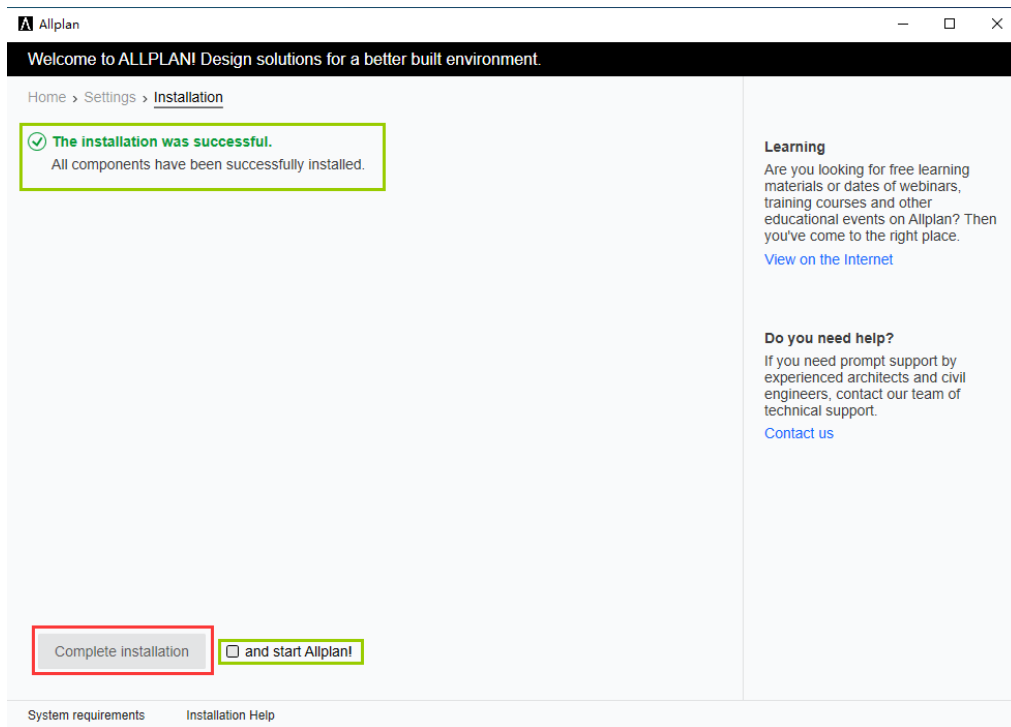 Allplan
Welcome to ALLPLAN! Design solutions for a better built environment.
Home > Settings > Installation
The installation was successful.
All components have been successfully installed.
Learning
Are you looking for free learning
materials or dates of webinars,
training courses and other
educational events on Allplan? Then
you've come to the right place.
View on the Internet
Do you need help?
If you need prompt support by
experienced architects and civil
engineers, contact our team of
technical support.
Contact us
Complete installation
and start Allplan!
System requirements
Installation Help